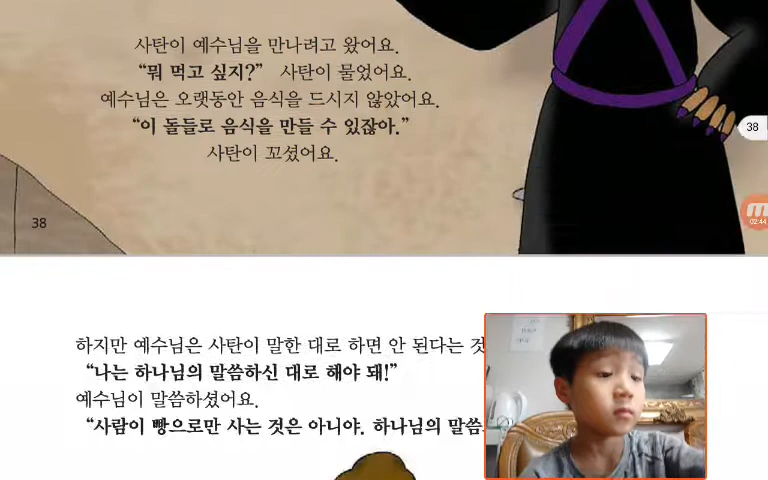 사탄이 예수님을 만나려고 왔어요.
“뭐 먹고 싶지?” 사탄이 물었어요.
예수님은 오랫동안 음식을 드시지 않았어요.
“이 돌들로 음식을 만들 수 있잖아.”
사탄이 꼬셨어요.
38
38
02:44
하지만 예수님은 사탄이 말한 대로 하면 안 된다는 것
“나는 하나님의 말씀하신 대로 해야 돼!”
예수님이 말씀하셨어요.
“사람이 빵으로만 사는 것은 아니야. 하나님의 말씀